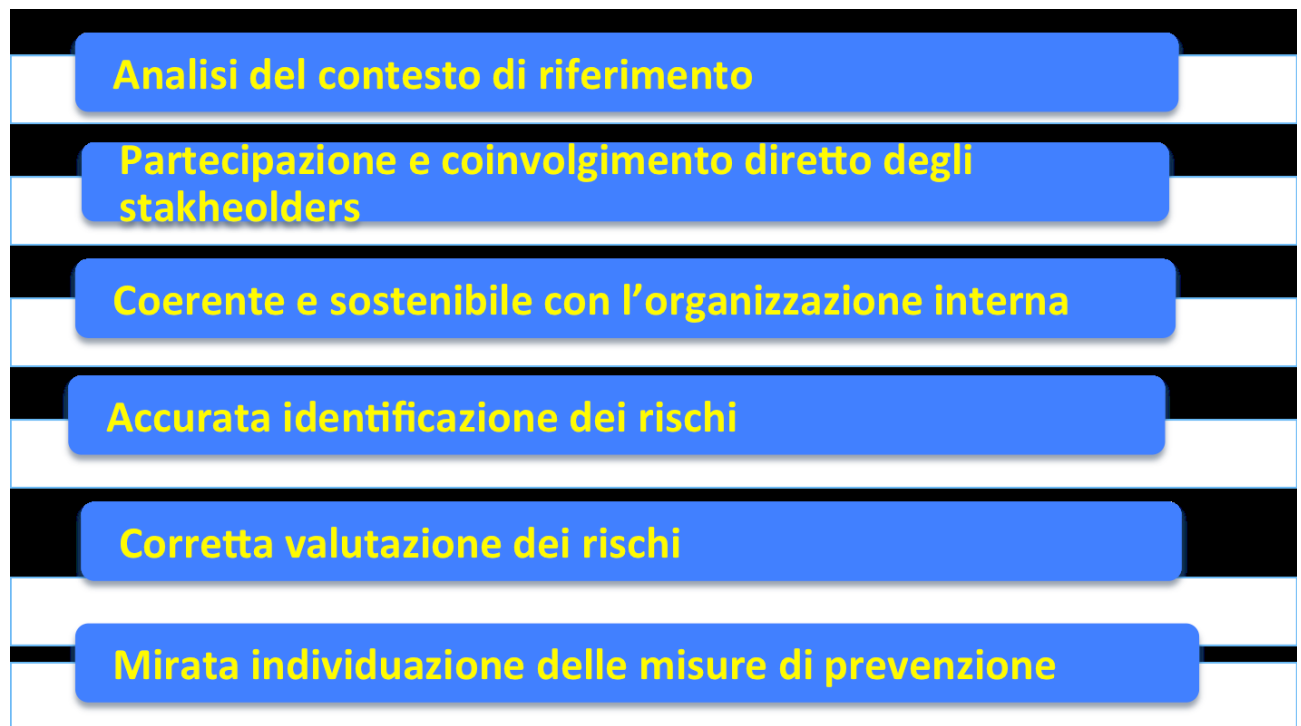 Analisi del contesto di riferimento
Partecipazione e coinvolgimento diretto degli
stakheolders
Coerente e sostenibile con l’organizzazione interna
Accurata identificazione dei rischi
Corretta valutazione dei rischi
Mirata individuazione delle misure di prevenzione